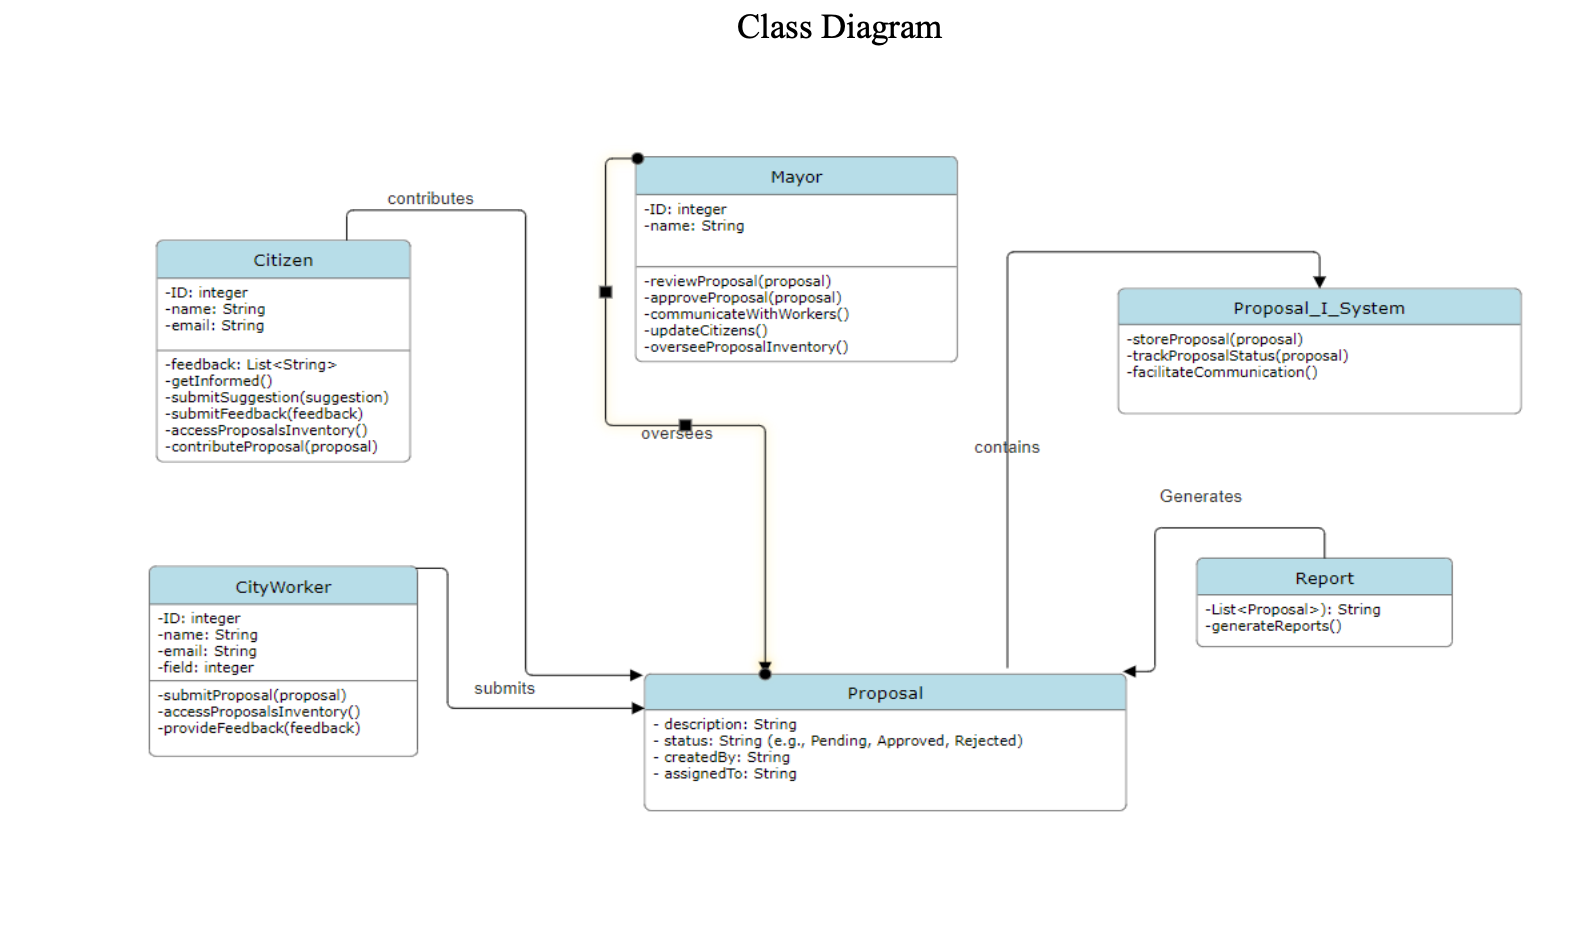 Class Diagram
contributes
Mayor
-ID: integer
-name: String
-reviewProposal(proposal)
-approveProposal(proposal)
-communicateWithWorkers()
-updateCitizens()
-overseeProposalInventory()
Citizen
-ID: integer
-name: String
-email: String
-feedback: List<String>
-getInformed()
-submitSuggestion(suggestion)
-submitFeedback(feedback)
-accessProposalsInventory()
-contributeProposal(proposal)
Proposal_I_System
-storeProposal(proposal)
-trackProposalStatus(proposal)
-facilitateCommunication()
oversees
contains
Generates
CityWorker
-ID: integer
-name: String
-email: String
-field: integer
-submitProposal(proposal)
-accessProposalsInventory()
-provideFeedback(feedback)
Report
-List<Proposal>): String
-generateReports()
submits
Proposal
- description: String
- status: String (e.g., Pending, Approved, Rejected)
- createdBy: String
- assignedTo: String